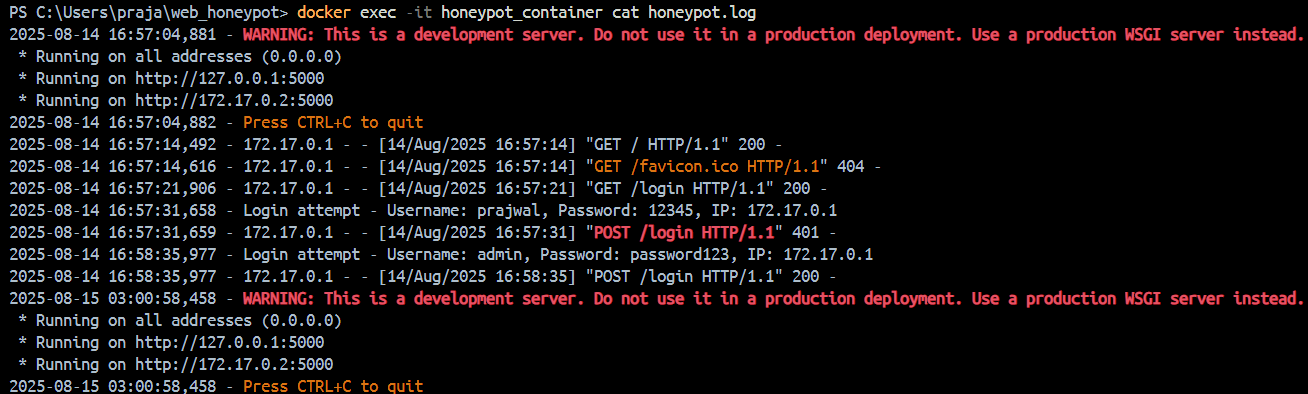 PS C:\Users\praja\web_honeypot> docker exec -it honeypot_container cat honeypot.log
2025-08-14 16:57:04,881 - WARNING: This is a development server. Do not use it in a production deployment. Use a production WSGI server instead.
 * Running on all addresses (0.0.0.0)
 * Running on http://127.0.0.1:5000
 * Running on http://172.17.0.2:5000
2025-08-14 16:57:04,882 - Press CTRL+C to quit
2025-08-14 16:57:14,492 - 172.17.0.1 - - [14/Aug/2025 16:57:14] "GET / HTTP/1.1" 200 -
2025-08-14 16:57:14,616 - 172.17.0.1 - - [14/Aug/2025 16:57:14] "GET /favicon.ico HTTP/1.1" 404 -
2025-08-14 16:57:21,906 - 172.17.0.1 - - [14/Aug/2025 16:57:21] "GET /login HTTP/1.1" 200 -
2025-08-14 16:57:31,658 - Login attempt - Username: prajwal, Password: 12345, IP: 172.17.0.1
2025-08-14 16:57:31,659 - 172.17.0.1 - - [14/Aug/2025 16:57:31] "POST /login HTTP/1.1" 401 -
2025-08-14 16:58:35,977 - Login attempt - Username: admin, Password: password123, IP: 172.17.0.1
2025-08-14 16:58:35,977 - 172.17.0.1 - - [14/Aug/2025 16:58:35] "POST /login HTTP/1.1" 200 -
2025-08-15 03:00:58,458 - WARNING: This is a development server. Do not use it in a production deployment. Use a production WSGI server instead.
 * Running on all addresses (0.0.0.0)
 * Running on http://127.0.0.1:5000
 * Running on http://172.17.0.2:5000
2025-08-15 03:00:58,458 - Press CTRL+C to quit